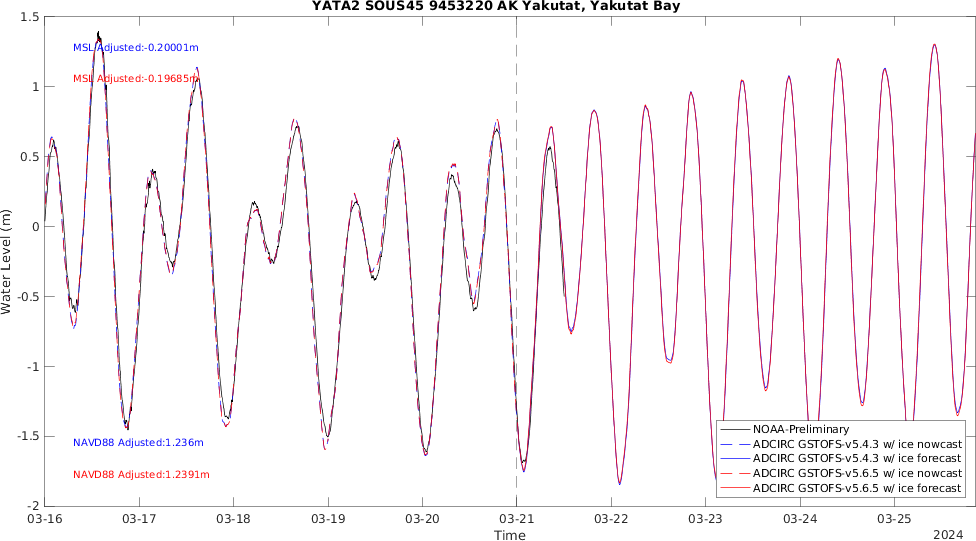 YATA2 SOUS45 9453220 AK Yakutat, Yakutat Bay
1.5
1
0.5
0
-0.5
-1
-1.5
-2
Water Level (m)
MSL Adjusted:-0.20001m
MSL Adjusted:-0.19685m
NAVD88 Adjusted:1.236m
NAVD88 Adjusted:1.2391m
NOAA-Preliminary
ADCIRC GSTOFS-v5.4.3 w/ ice nowcast
ADCIRC GSTOFS-v5.4.3 w/ ice forecast
ADCIRC GSTOFS-v5.6.5 w/ ice nowcast
ADCIRC GSTOFS-v5.6.5 w/ ice forecast
03-16 03-17 03-18 03-19 03-20 03-21 03-22 03-23 03-24 03-25
Time
2024